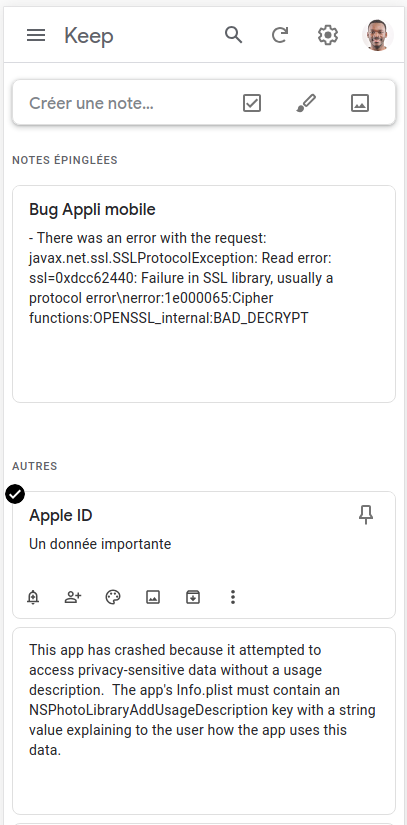 Keep
Créer une note...
NOTES ÉPINGLÉES
Bug Appli mobile
- There was an error with the request:
javax.net.ssl.SSLProtocolException: Read error:
ssl=0xdcc62440: Failure in SSL library, usually a
protocol error\nerror:1e000065:Cipher
functions:OPENSSL_internal:BAD_DECRYPT
AUTRES
Apple ID
Un donnée importante
This app has crashed because it attempted to
access privacy-sensitive data without a usage
description.  The app's Info.plist must contain an
NSPhotoLibraryAddUsageDescription key with a string
value explaining to the user how the app uses this
data.